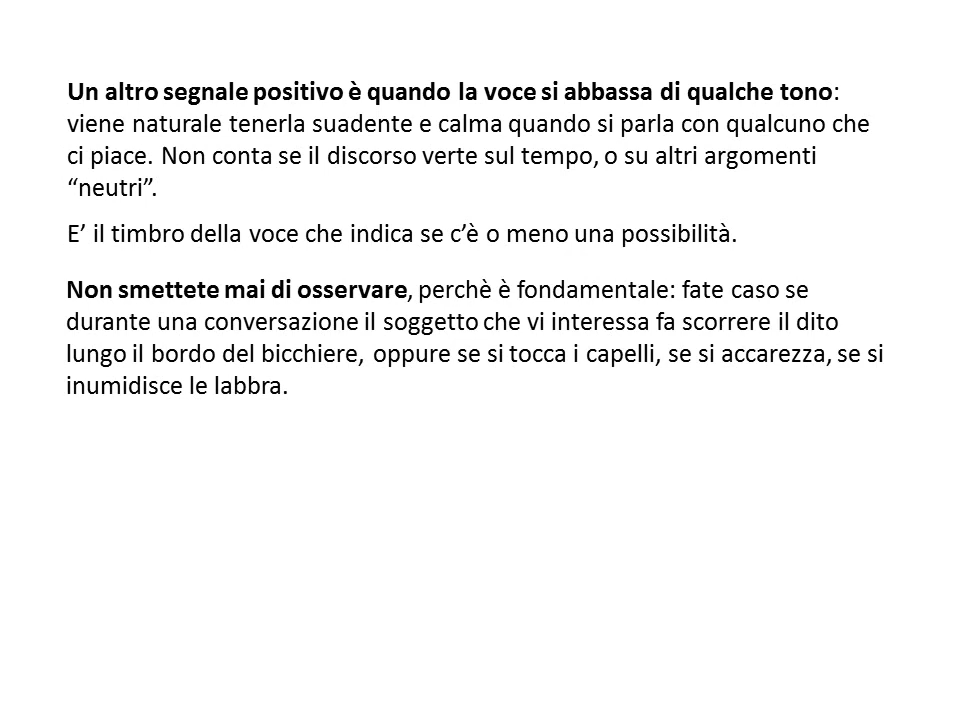 Un altro segnale positivo è quando la voce si abbassa di qualche tono:
viene naturale tenerla suadente e calma quando si parla con qualcuno che
ci piace. Non conta se il discorso verte sul tempo, o su altri argomenti
“neutri”.
E’ il timbro della voce che indica se c’è o meno una possibilità.
Non smettete mai di osservare, perchè è fondamentale: fate caso se
durante una conversazione il soggetto che vi interessa fa scorrere il dito
lungo il bordo del bicchiere, oppure se si tocca i capelli, se si accarezza, se si
inumidisce le labbra.